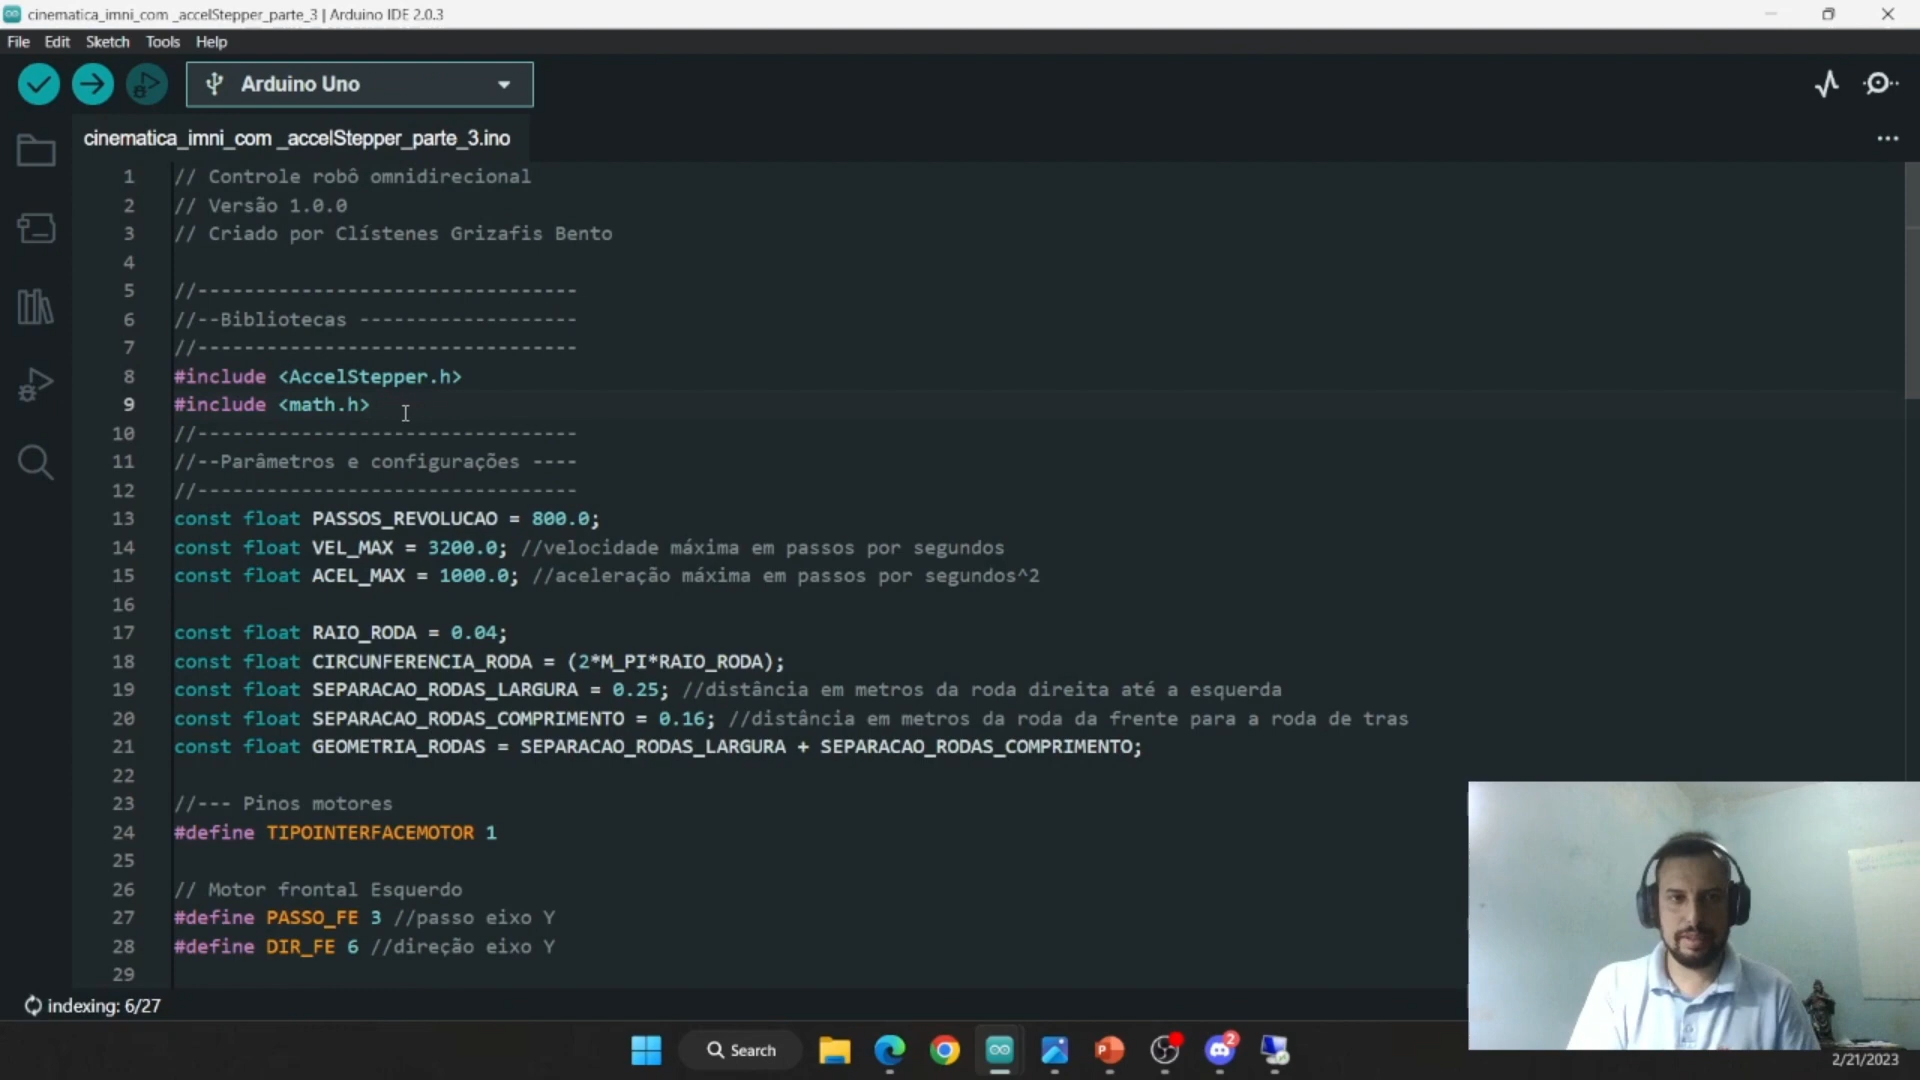 cinematica_imni_com _accelStepper_parte_3 | Arduino IDE 2.0.3
File Edit Sketch Tools Help
Arduino Uno
cinematica_imni_com _accelStepper_parte_3.ino
1 // Controle robô omnidirecional
2 // Versão 1.0.0
3 // Criado por Clístenes Grizafis Bento
4
5 //---------------------------------
6 //--Bibliotecas -------------------
7 //---------------------------------
8 #include <AccelStepper.h>
9 #include <math.h>
10 //---------------------------------
11 //--Parâmetros e configurações ----
12 //---------------------------------
13 const float PASSOS_REVOLUCAO = 800.0;
14 const float VEL_MAX = 3200.0; //velocidade máxima em passos por segundos
15 const float ACEL_MAX = 1000.0; //aceleração máxima em passos por segundos^2
16
17 const float RAIO_RODA = 0.04;
18 const float CIRCUNFERENCIA_RODA = (2*M_PI*RAIO_RODA);
19 const float SEPARACAO_RODAS_LARGURA = 0.25; //distância em metros da roda direita até a esquerda
20 const float SEPARACAO_RODAS_COMPRIMENTO = 0.16; //distância em metros da roda da frente para a roda de tras
21 const float GEOMETRIA_RODAS = SEPARACAO_RODAS_LARGURA + SEPARACAO_RODAS_COMPRIMENTO;
22
23 //--- Pinos motores
24 #define TIPOINTERFACEMOTOR 1
25
26 // Motor frontal Esquerdo
27 #define PASSO_FE 3 //passo eixo Y
28 #define DIR_FE 6 //direção eixo Y
29
indexing: 6/27
Search
2
2/21/2023